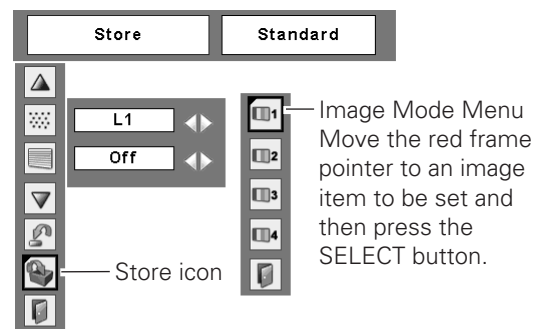 Store Standard
L1
Off
1
2
3
4
Image Mode Menu
Move the red frame
pointer to an image
item to be set and
then press the
SELECT button.
Store icon